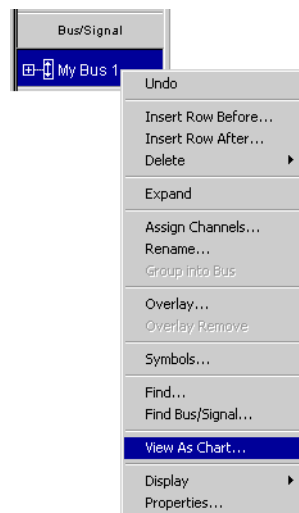 Bus/Signal
My Bus 1
Undo
Insert Row Before...
Insert Row After...
Delete
Expand
Assign Channels...
Rename...
Group into Bus
Overlay...
Overlay Remove
Symbols...
Find...
Find Bus/Signal...
View As Chart...
Display
Properties...